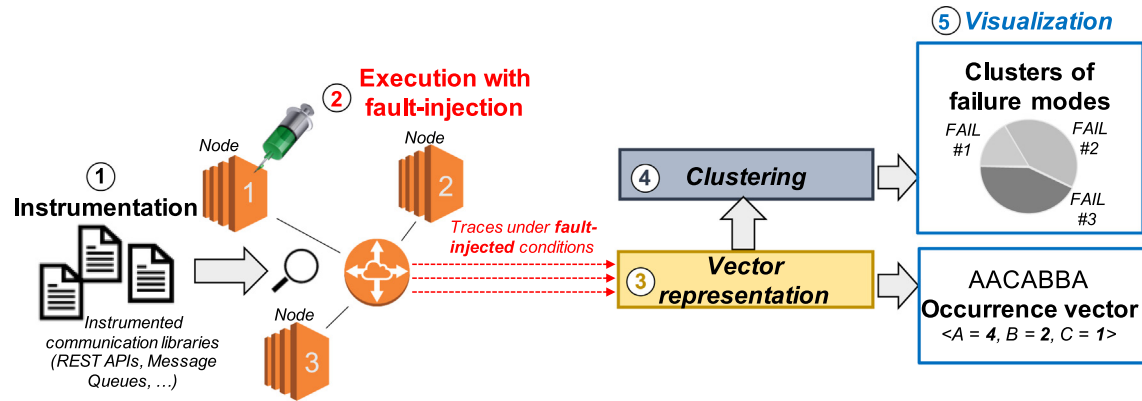 1
Instrumentation
Instrumented
communication libraries
(REST APIs, Message
Queues, …)
2
Execution with
fault-injection
Node
1
Node
2
Node
3
Traces under fault-
injected conditions
3
Vector
representation
4
Clustering
5 Visualization
Clusters of
failure modes
FAIL
#1
FAIL
#2
FAIL
#3
AACABBA
Occurrence vector
<A = 4, B = 2, C = 1>